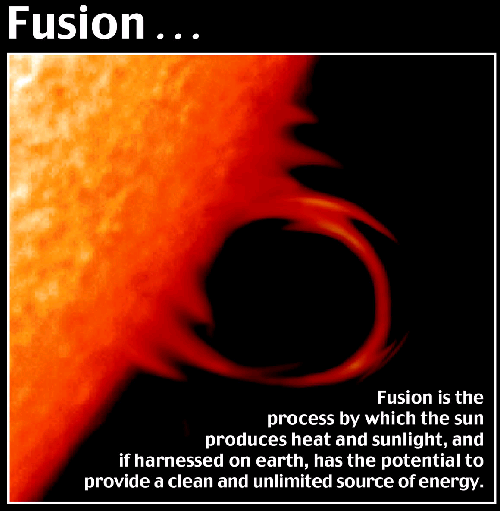 Fusion ...
Fusion is the
process by which the sun
produces heat and sunlight, and
if harnessed on earth, has the potential to
provide a clean and unlimited source of energy.